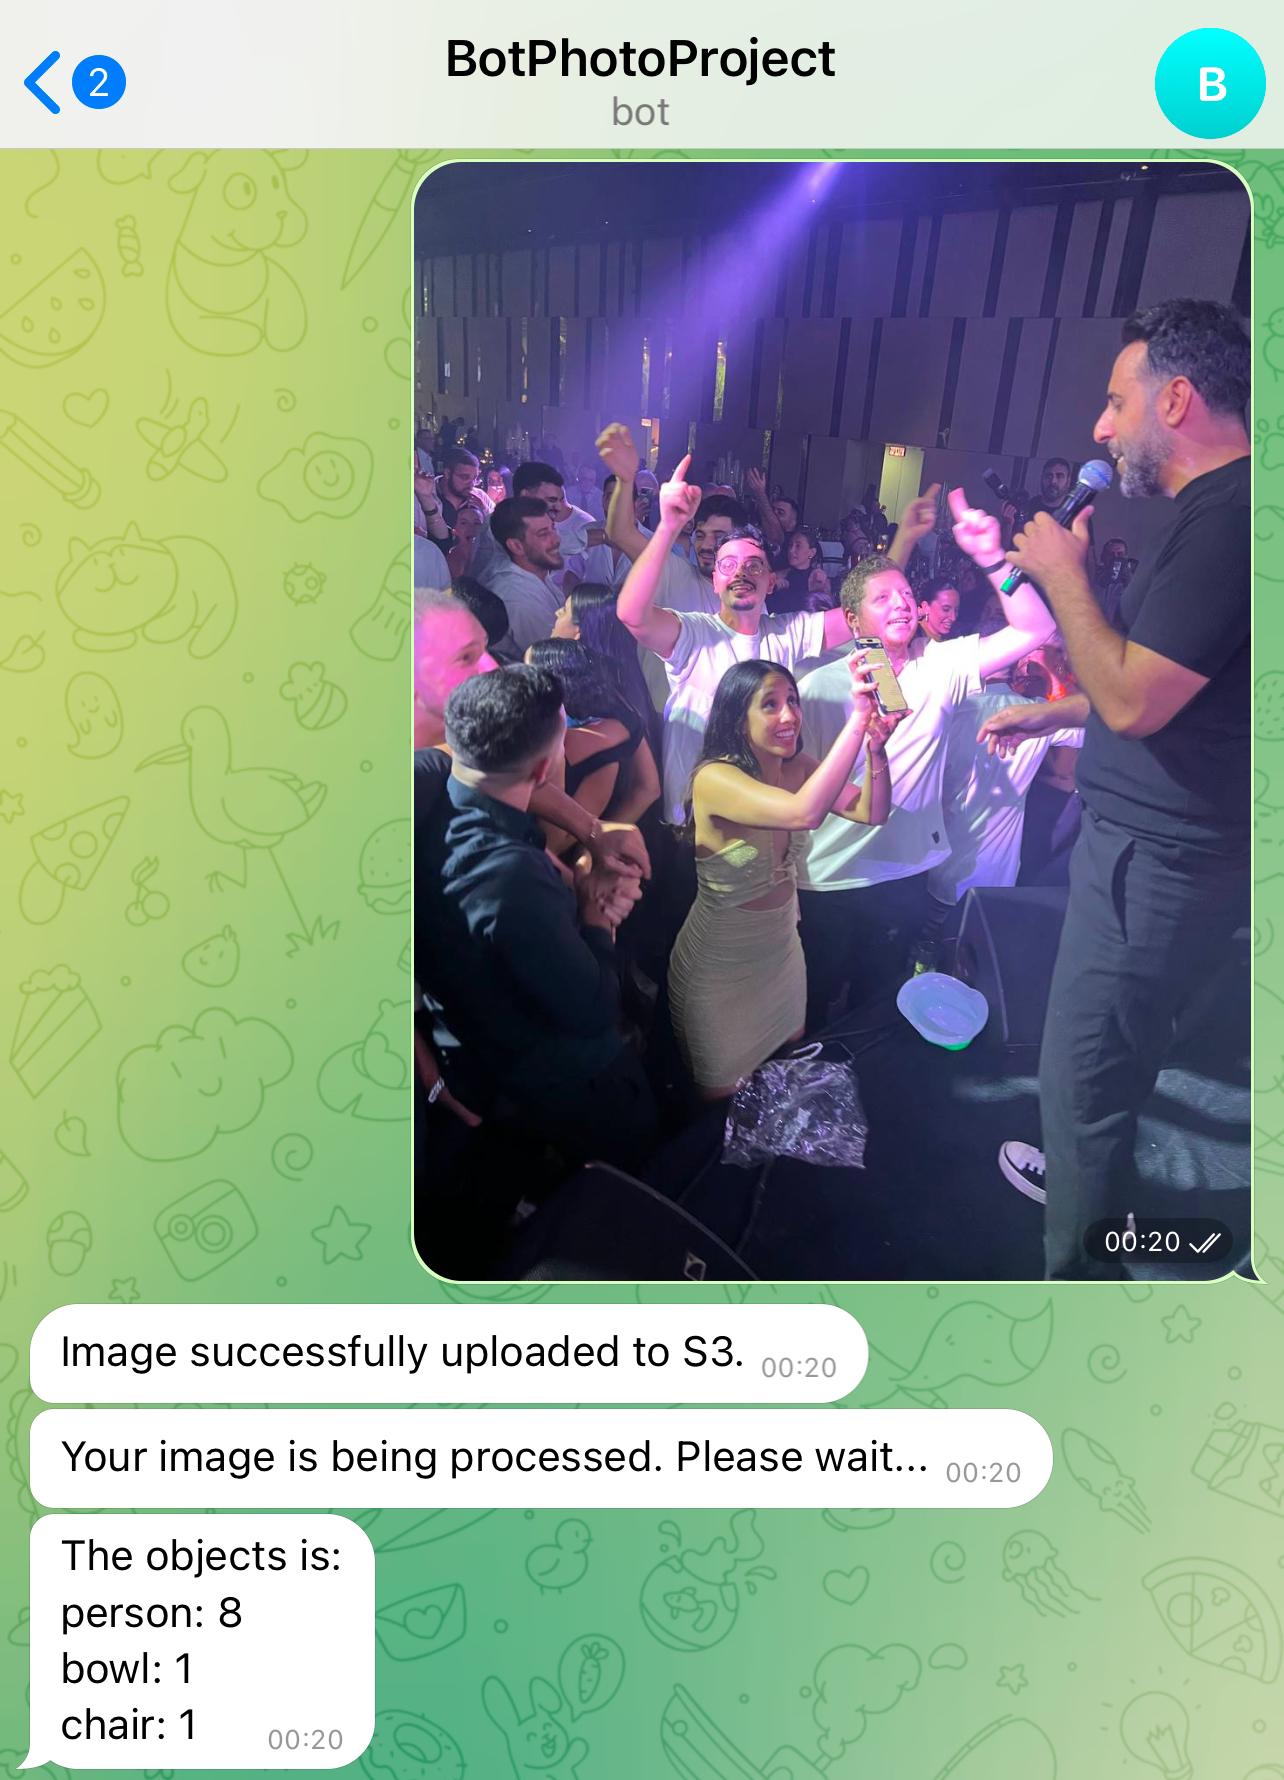 2
BotPhotoProject
bot
B
00:20
Image successfully uploaded to S3. 00:20
Your image is being processed. Please wait... 00:20
The objects is:
person: 8
bowl: 1
chair: 1 00:20